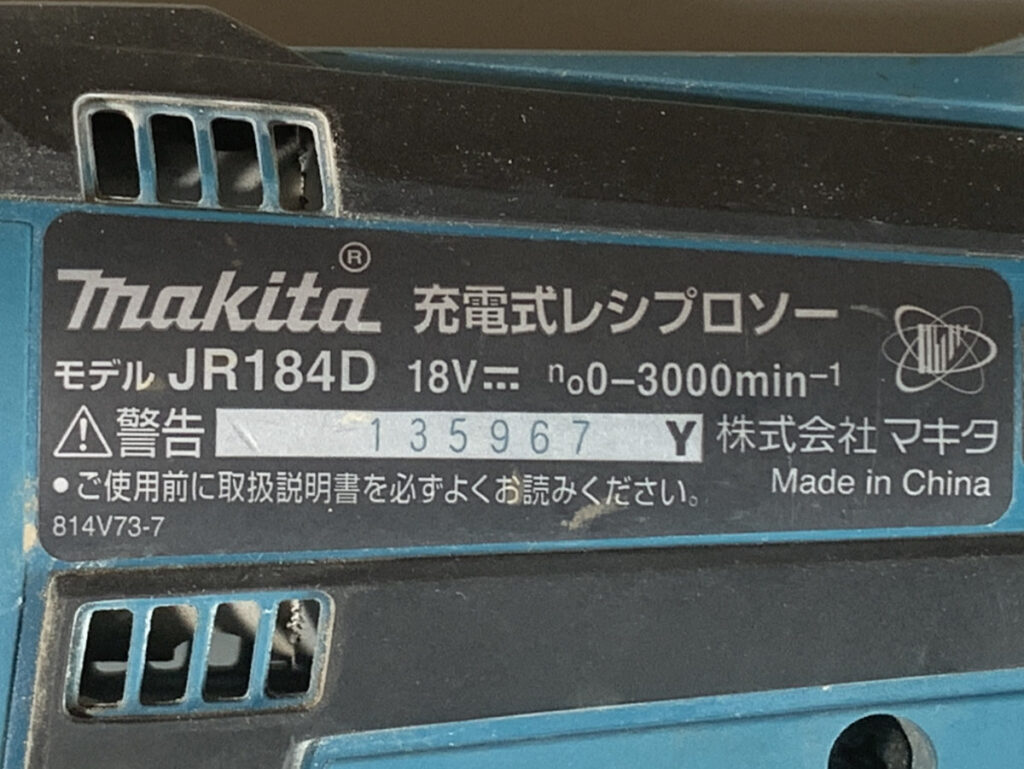 makita® 充電式レシプロソー
モデル JR184D 18V⎓ n₀0-3000min⁻¹
⚠警告 135967 Y 株式会社マキタ
●ご使用前に取扱説明書を必ずよくお読みください。 Made in China
814V73-7